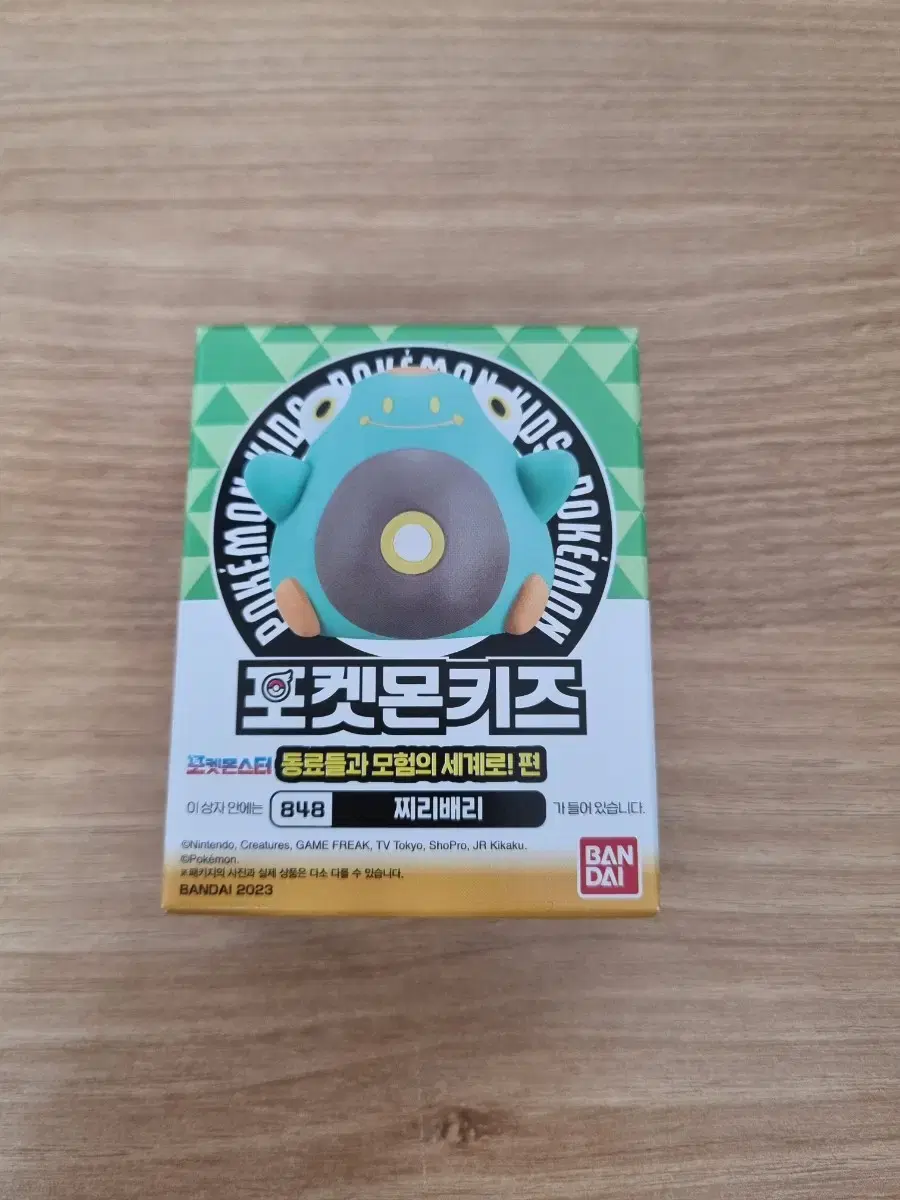 POKÉMON KIDS POKÉMON KIDS POKÉMON
포켓몬키즈
포켓몬스터 동료들과 모험의 세계로! 편
이 상자 안에는 848 찌리배리 가 들어 있습니다.
©Nintendo, Creatures, GAME FREAK, TV Tokyo, ShoPro, JR Kikaku.
©Pokémon.
※패키지의 사진과 실제 상품은 다소 다를 수 있습니다.
BANDAI 2023
BAN
DAI